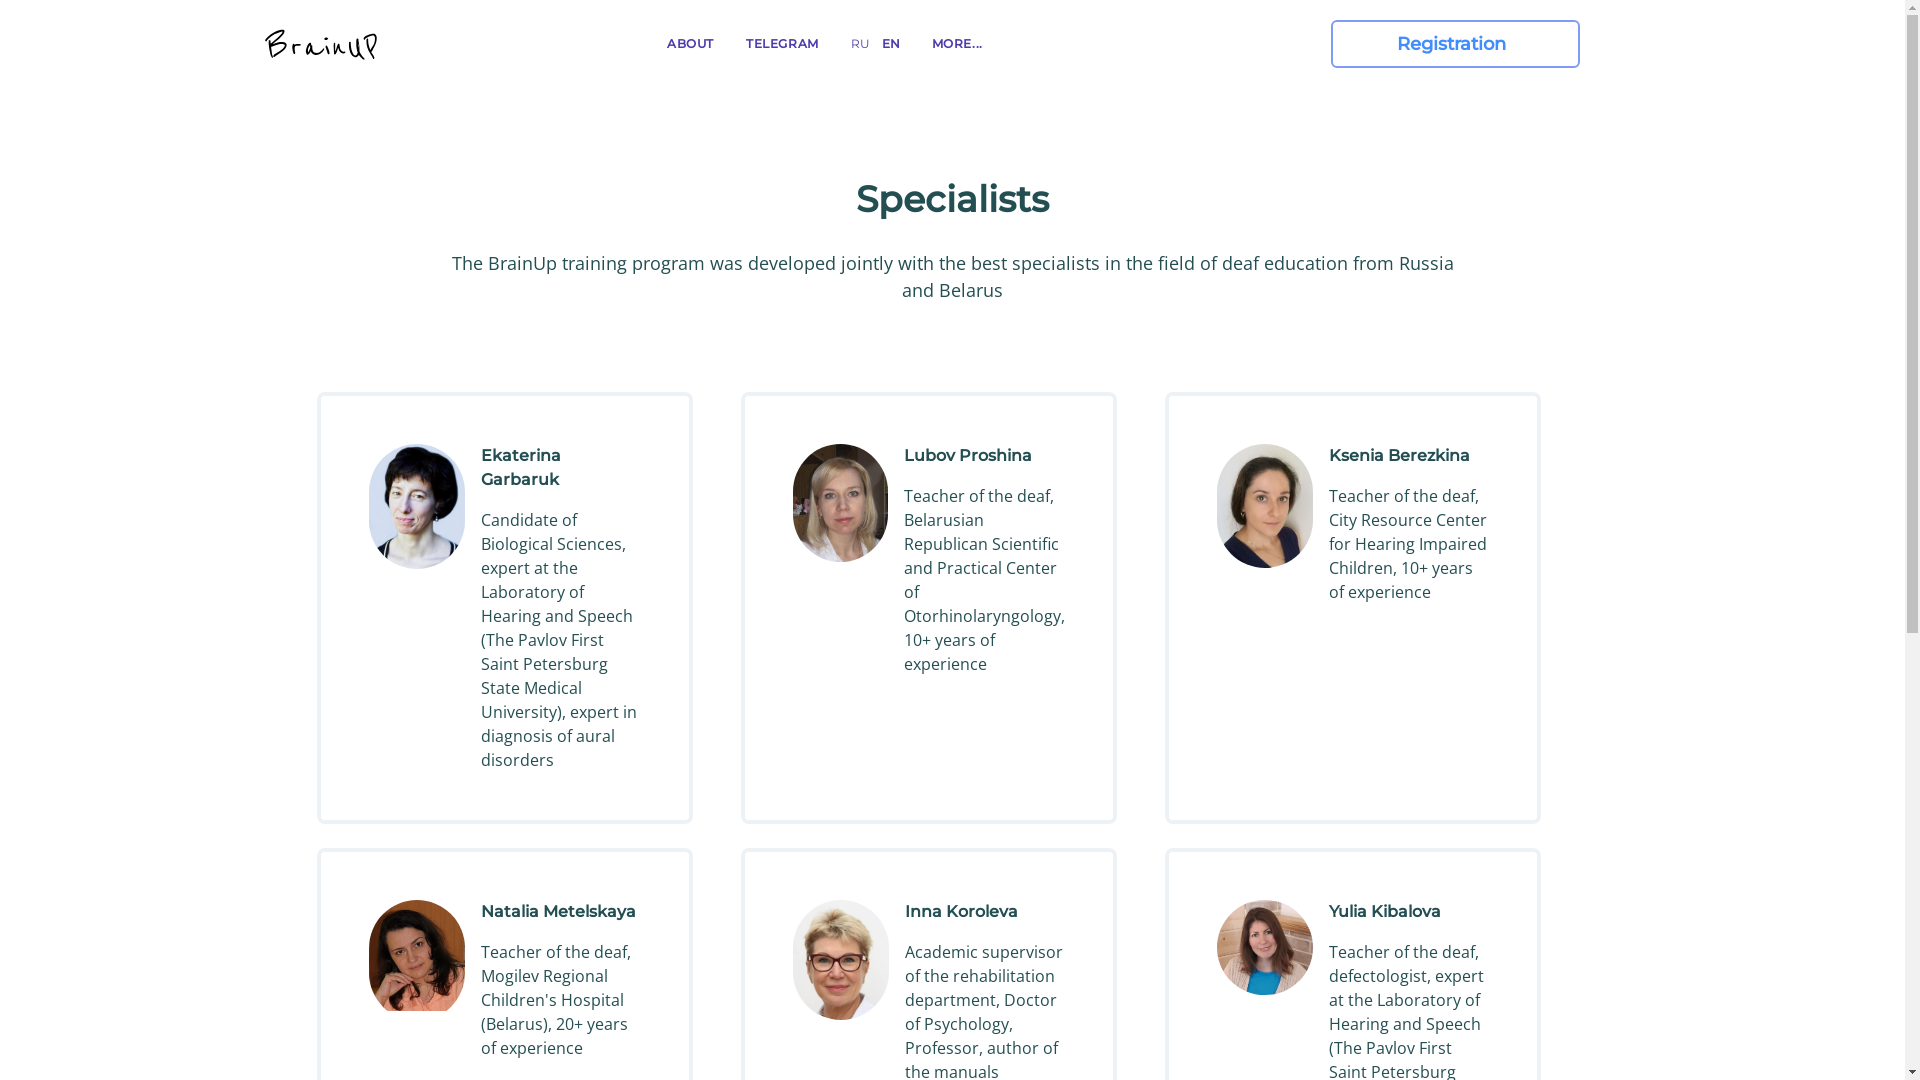 BrainUP
ABOUT
TELEGRAM
RU
EN
MORE...
Registration
Specialists
The BrainUp training program was developed jointly with the best specialists in the field of deaf education from Russia
and Belarus
Ekaterina
Garbaruk
Candidate of
Biological Sciences,
expert at the
Laboratory of
Hearing and Speech
(The Pavlov First
Saint Petersburg
State Medical
University), expert in
diagnosis of aural
disorders
Lubov Proshina
Teacher of the deaf,
Belarusian
Republican Scientific
and Practical Center
of
Otorhinolaryngology,
10+ years of
experience
Ksenia Berezkina
Teacher of the deaf,
City Resource Center
for Hearing Impaired
Children, 10+ years
of experience
Natalia Metelskaya
Teacher of the deaf,
Mogilev Regional
Children's Hospital
(Belarus), 20+ years
of experience
Inna Koroleva
Academic supervisor
of the rehabilitation
department, Doctor
of Psychology,
Professor, author of
the manuals
Yulia Kibalova
Teacher of the deaf,
defectologist, expert
at the Laboratory of
Hearing and Speech
(The Pavlov First
Saint Petersburg